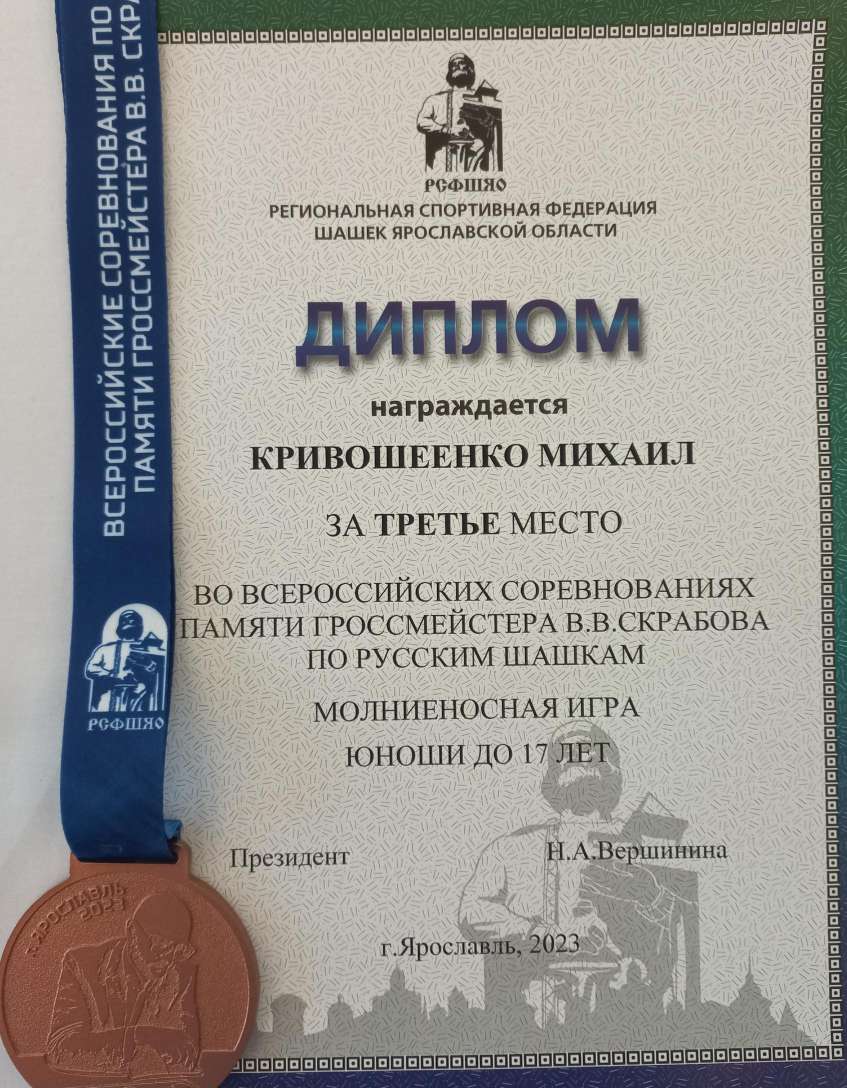 ВСЕРОССИЙСКИЕ СОРЕВНОВАНИЯ ПО
ПАМЯТИ ГРОССМЕЙСТЕРА В.В. СКРА
РСФШЯО
РЕГИОНАЛЬНАЯ СПОРТИВНАЯ ФЕДЕРАЦИЯ
ШАШЕК ЯРОСЛАВСКОЙ ОБЛАСТИ
ДИПЛОМ
награждается
КРИВОШЕЕНКО МИХАИЛ
ЗА ТРЕТЬЕ МЕСТО
ВО ВСЕРОССИЙСКИХ СОРЕВНОВАНИЯХ
ПАМЯТИ ГРОССМЕЙСТЕРА В.В.СКРАБОВА
ПО РУССКИМ ШАШКАМ
МОЛНИЕНОСНАЯ ИГРА
ЮНОШИ ДО 17 ЛЕТ
Президент Н.А.Вершинина
г.Ярославль, 2023
РСФШЯО
г.ЯРОСЛАВЛЬ
2023